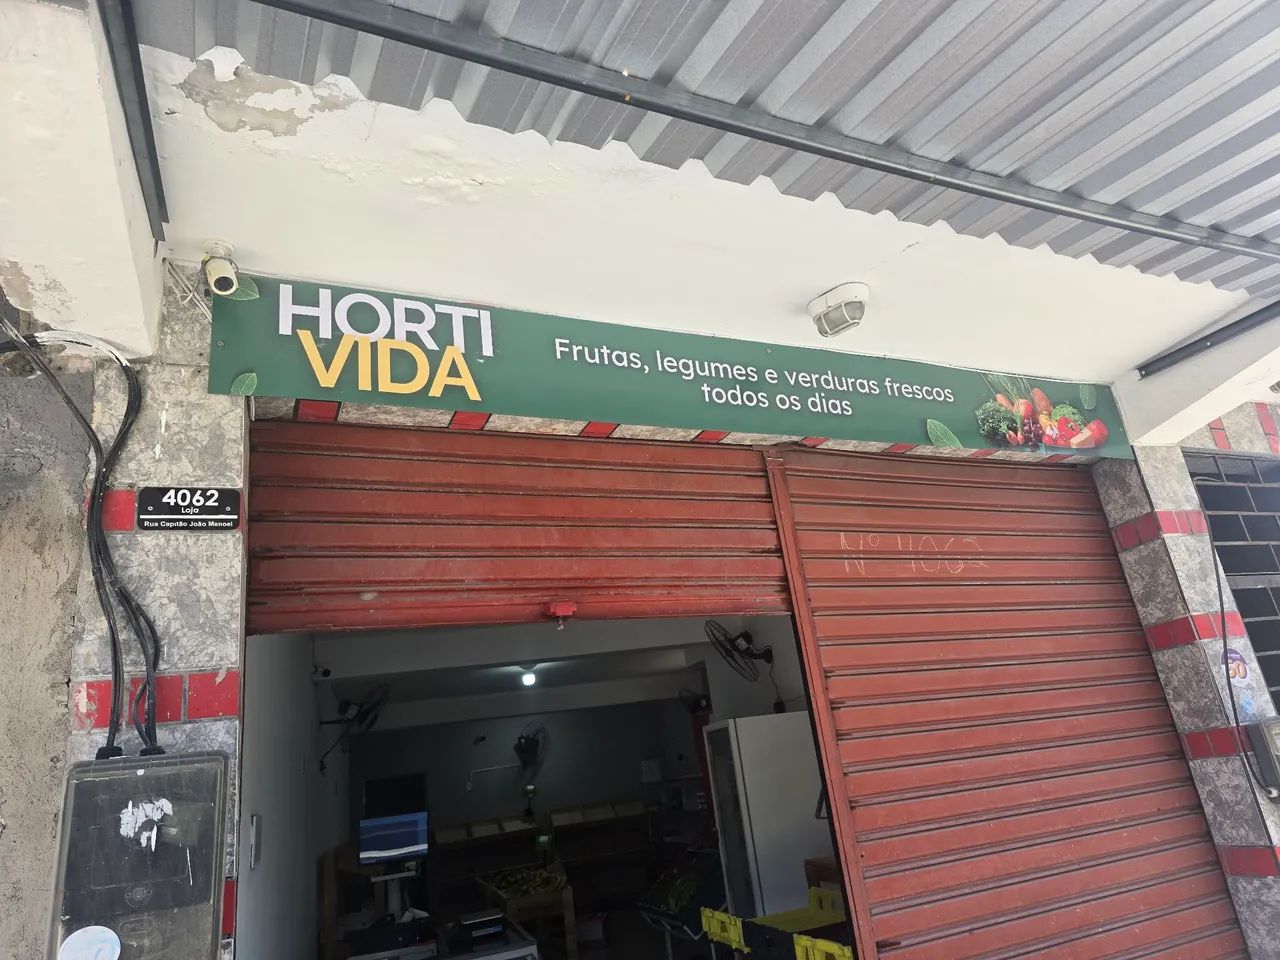 HORTI
VIDA
Frutas, legumes e verduras frescos
todos os dias
4062
Loja
Rua Capitão João Manoel
Nº 4062